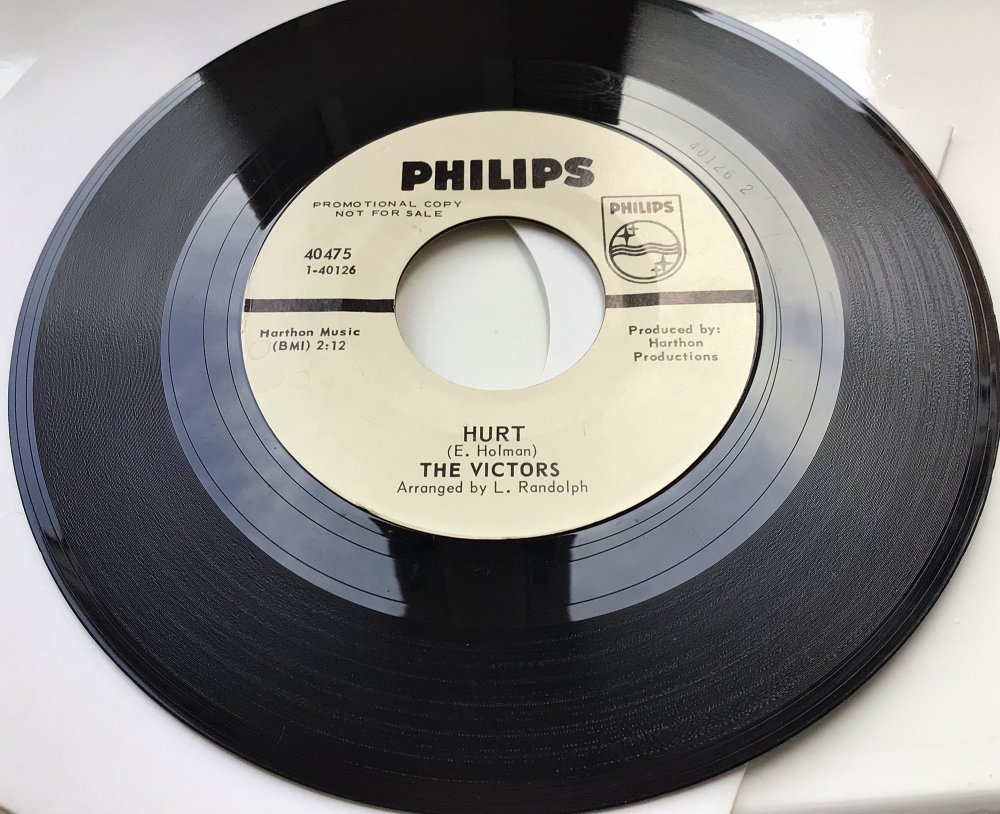 PHILIPS
PROMOTIONAL COPY
NOT FOR SALE
PHILIPS
40475
1-40126
Harthon Music
(BMI) 2:12
Produced by:
Harthon
Productions
HURT
(E. Holman)
THE VICTORS
Arranged by L. Randolph
40126 2